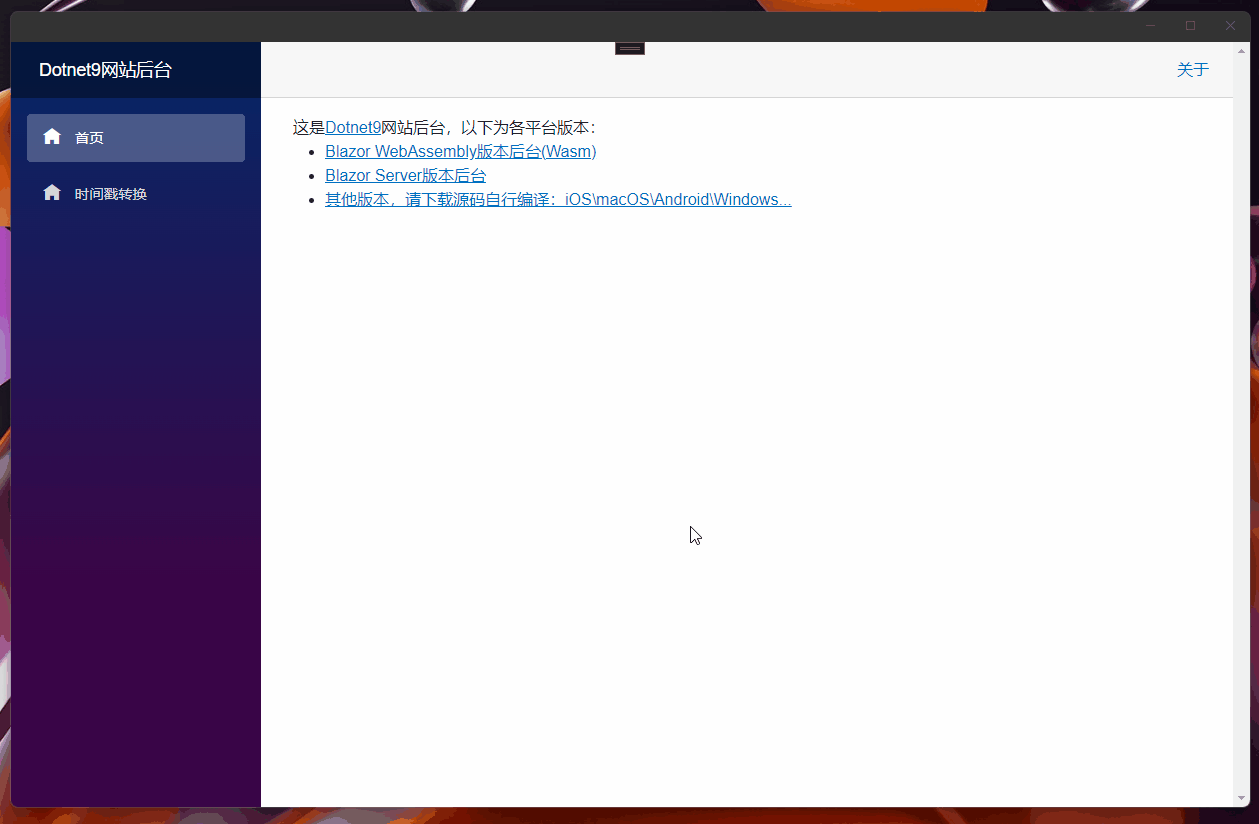 Dotnet9网站后台
关于
首页
时间戳转换
这是Dotnet9网站后台，以下为各平台版本：
Blazor WebAssembly版本后台(Wasm)
Blazor Server版本后台
其他版本，请下载源码自行编译：iOS\macOS\Android\Windows...